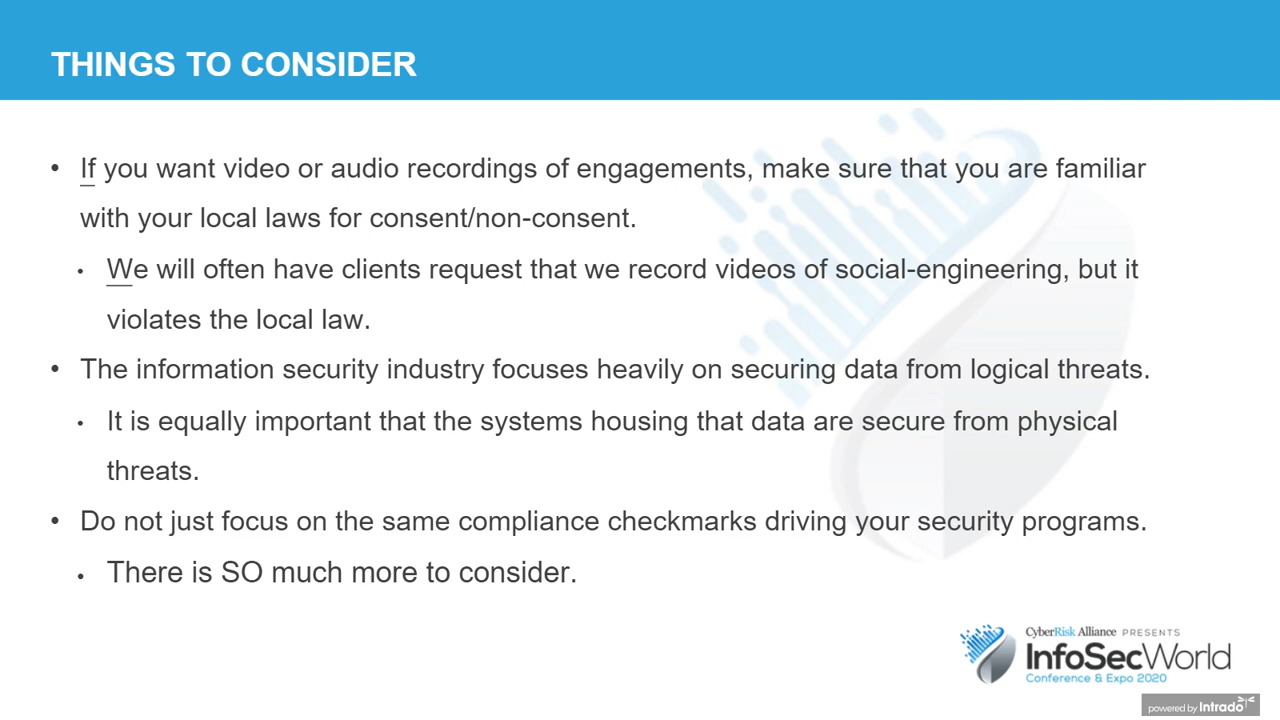 THINGS TO CONSIDER
• If you want video or audio recordings of engagements, make sure that you are familiar
with your local laws for consent/non-consent.
• We will often have clients request that we record videos of social-engineering, but it
violates the local law.
• The information security industry focuses heavily on securing data from logical threats.
• It is equally important that the systems housing that data are secure from physical
threats.
• Do not just focus on the same compliance checkmarks driving your security programs.
• There is SO much more to consider.
CyberRisk Alliance PRESENTS
InfoSecWorld
Conference & Expo 2020
powered by Intrado